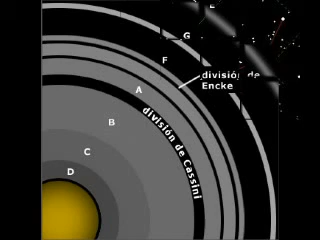 E
G
F
división de
Encke
A
división de Cassini
B
C
D